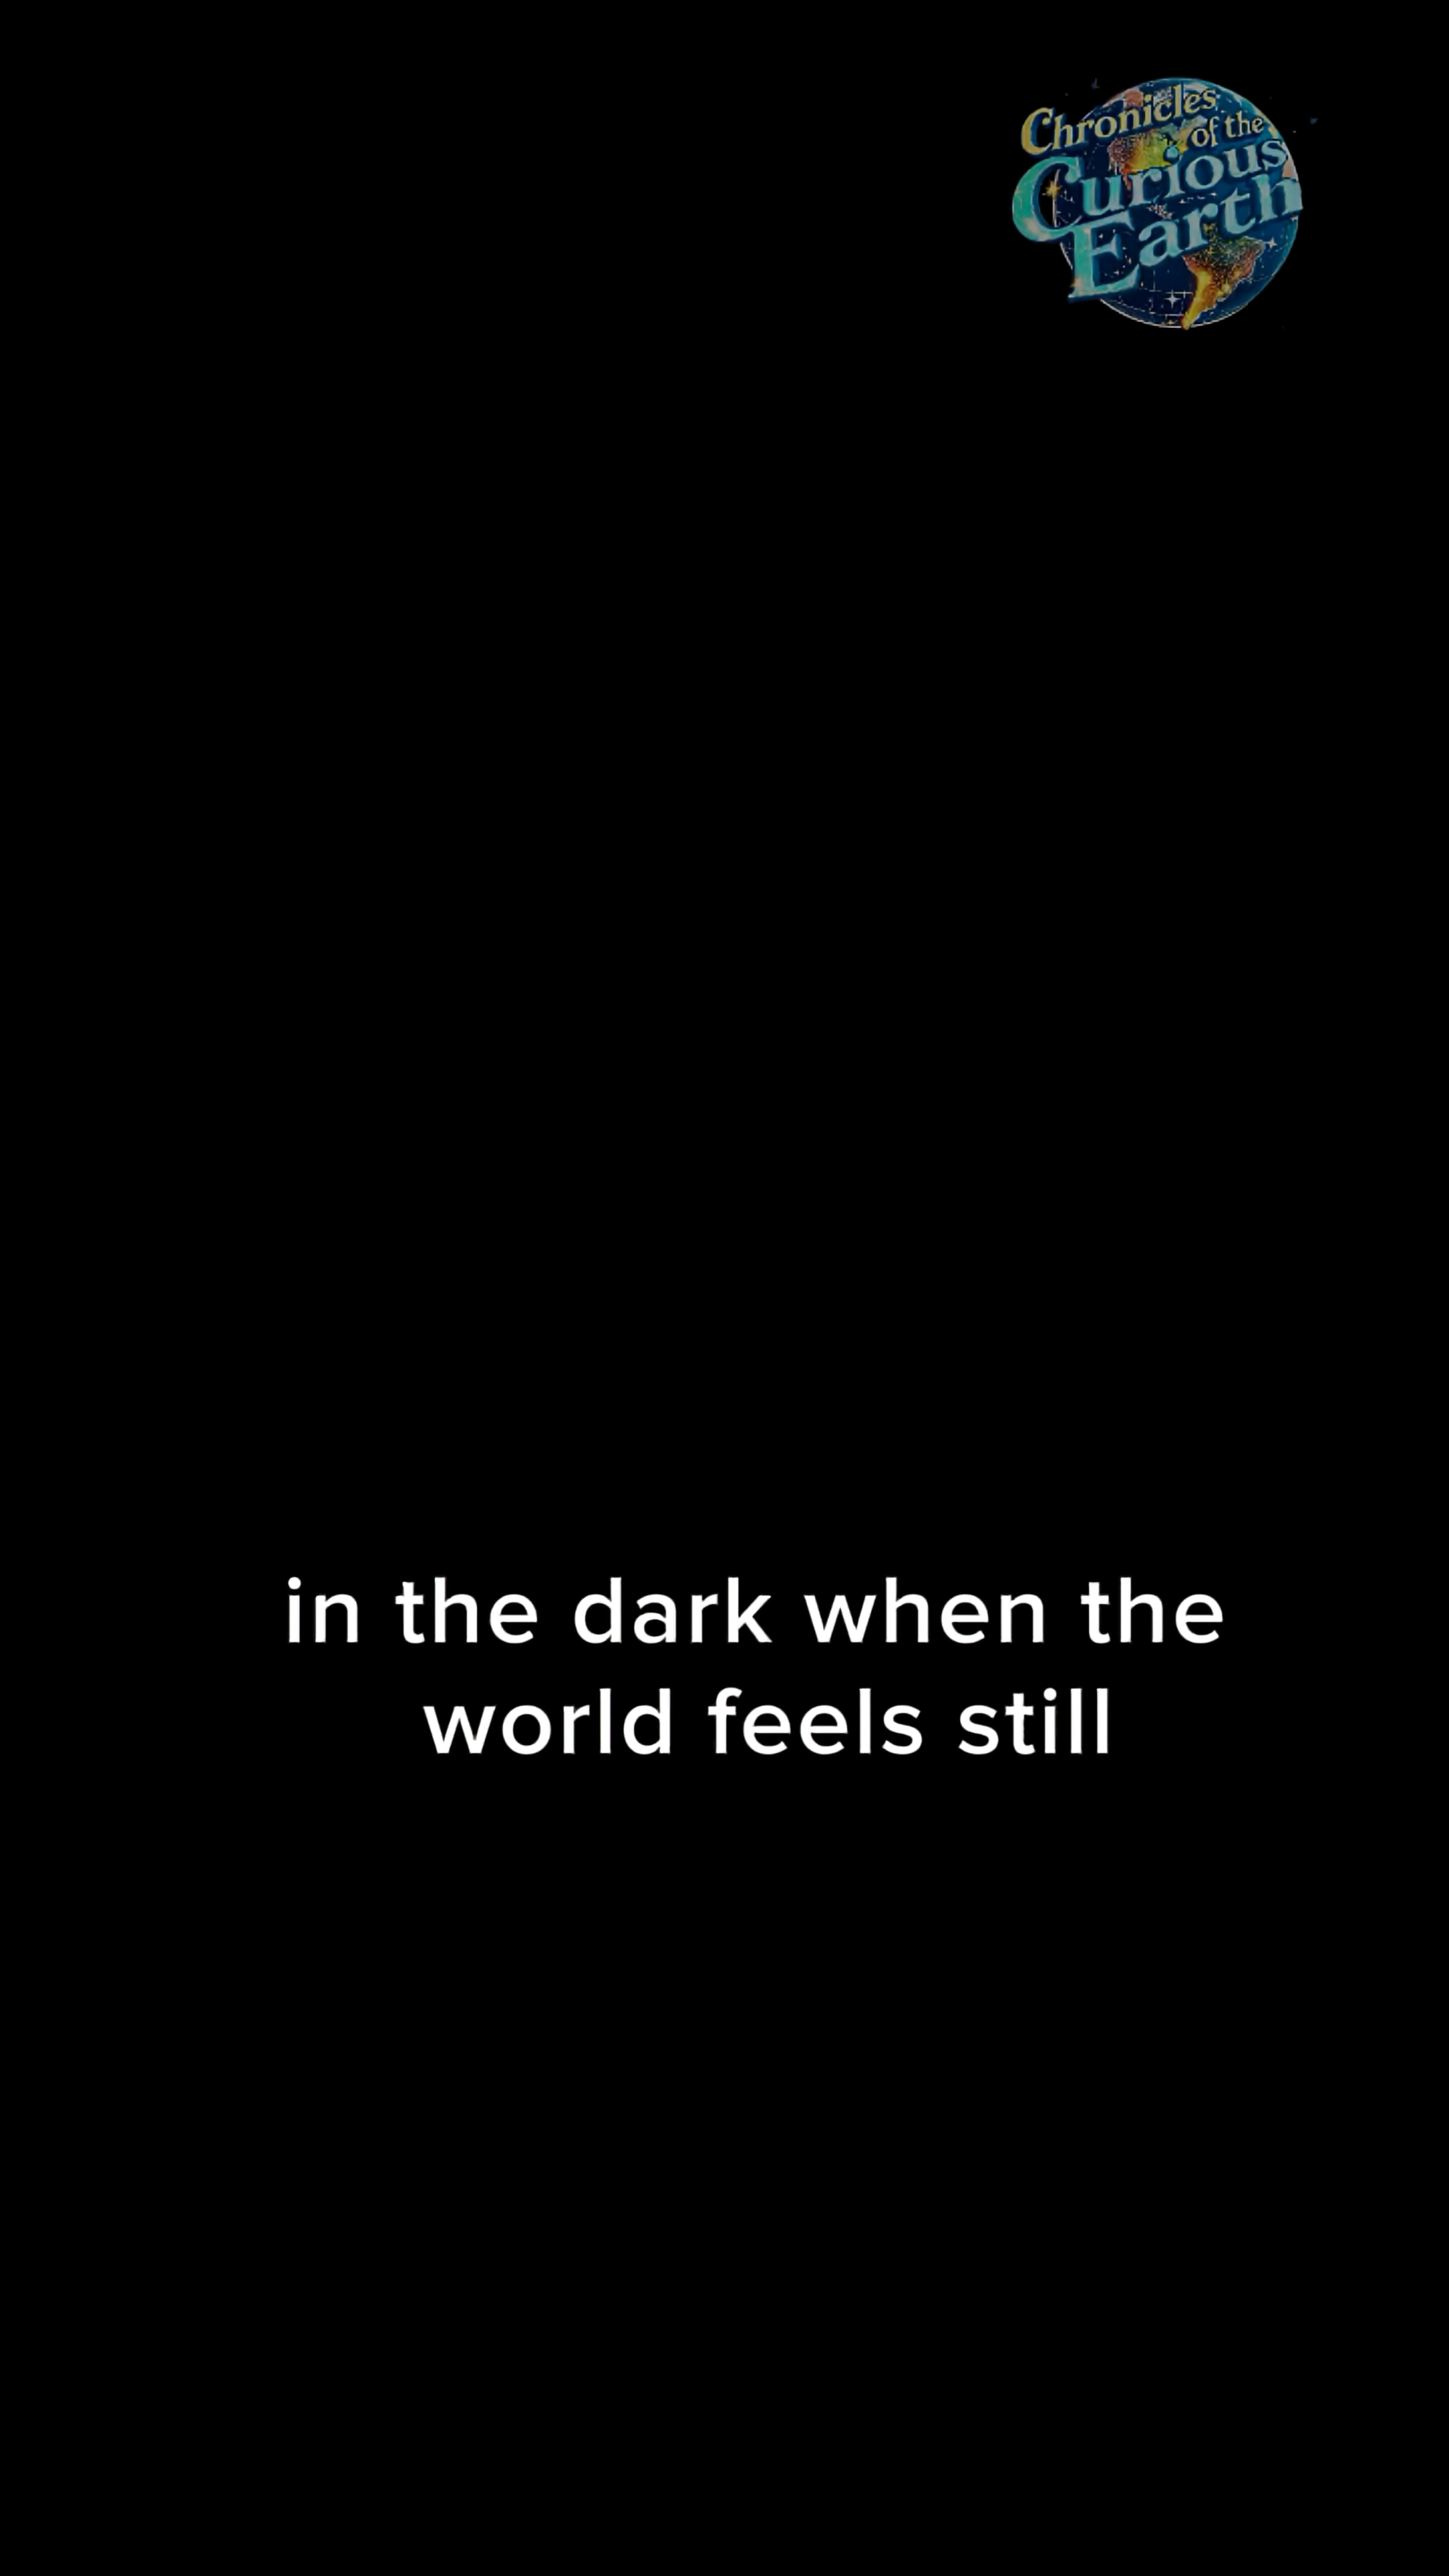 Chronicles
of the
Curious
Earth
in the dark when the
world feels still